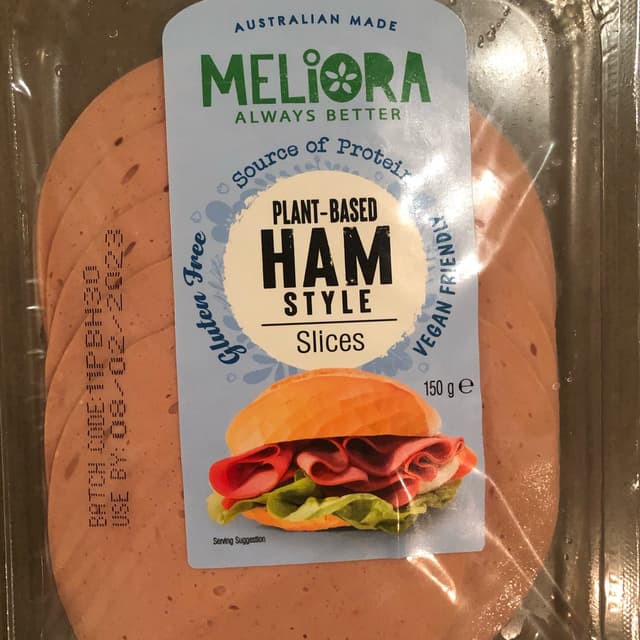 AUSTRALIAN MADE
MELiORA
ALWAYS BETTER
Source of Protein
Gluten Free
VEGAN FRIENDLY
PLANT-BASED
HAM
STYLE
Slices
150 g e
BATCH CODE:
USE BY: 08/02/2023
Serving Suggestion